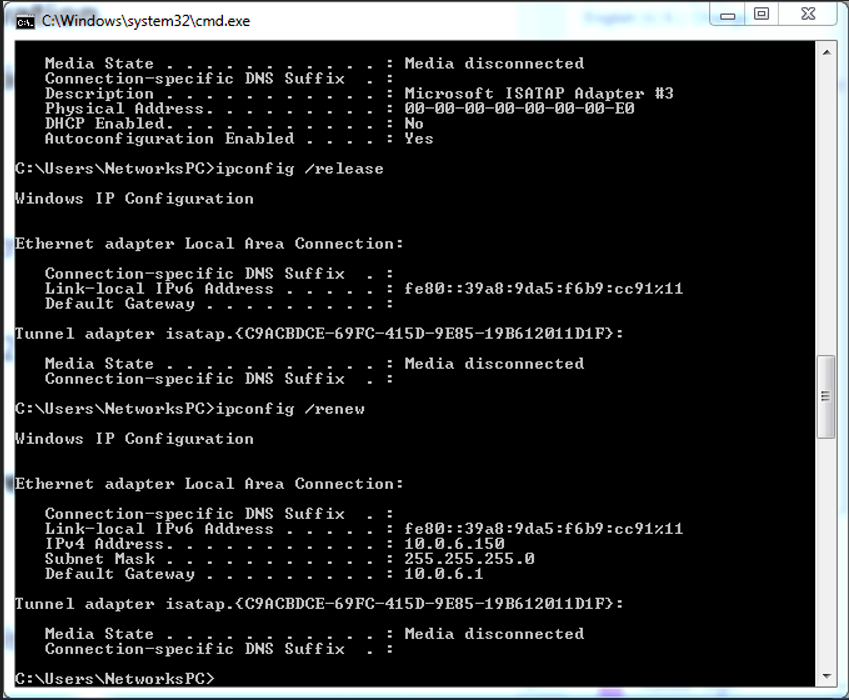 C:\Windows\system32\cmd.exe
Media State . . . . . . . . . . . : Media disconnected
Connection-specific DNS Suffix  . :
Description . . . . . . . . . . . : Microsoft ISATAP Adapter #3
Physical Address. . . . . . . . . : 00-00-00-00-00-00-00-E0
DHCP Enabled. . . . . . . . . . . : No
Autoconfiguration Enabled . . . . : Yes
C:\Users\NetworksPC>ipconfig /release
Windows IP Configuration
Ethernet adapter Local Area Connection:
Connection-specific DNS Suffix  . :
Link-local IPv6 Address . . . . . : fe80::39a8:9da5:f6b9:cc91%11
Default Gateway . . . . . . . . . :
Tunnel adapter isatap.{C9ACBDCE-69FC-415D-9E85-19B612011D1F}:
Media State . . . . . . . . . . . : Media disconnected
Connection-specific DNS Suffix  . :
C:\Users\NetworksPC>ipconfig /renew
Windows IP Configuration
Ethernet adapter Local Area Connection:
Connection-specific DNS Suffix  . :
Link-local IPv6 Address . . . . . : fe80::39a8:9da5:f6b9:cc91%11
IPv4 Address. . . . . . . . . . . : 10.0.6.150
Subnet Mask . . . . . . . . . . . : 255.255.255.0
Default Gateway . . . . . . . . . : 10.0.6.1
Tunnel adapter isatap.{C9ACBDCE-69FC-415D-9E85-19B612011D1F}:
Media State . . . . . . . . . . . : Media disconnected
Connection-specific DNS Suffix  . :
C:\Users\NetworksPC>